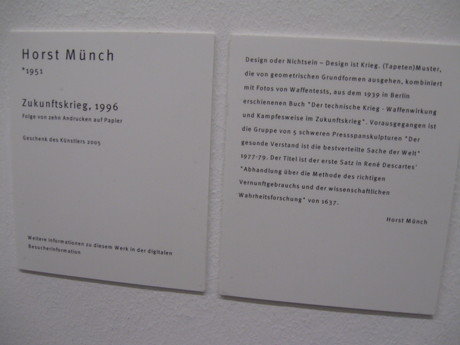 Horst Münch
*1951
Zukunftskrieg, 1996
Folge von zehn Andrucken auf Papier
Geschenk des Künstlers 2005
Weitere Informationen zu diesem Werk in der digitalen
Besucherinformation
Design oder Nichtsein – Design ist Krieg. (Tapeten)Muster,
die von geometrischen Grundformen ausgehen, kombiniert
mit Fotos von Waffentests, aus dem 1939 in Berlin
erschienenen Buch "Der technische Krieg - Waffenwirkung
und Kampfesweise im Zukunftskrieg". Vorausgegangen ist
die Gruppe von 5 schweren Pressspanskulpturen "Der
gesunde Verstand ist die bestverteilte Sache der Welt"
1977-79. Der Titel ist der erste Satz in René Descartes'
"Abhandlung über die Methode des richtigen
Vernunftgebrauchs und der wissenschaftlichen
Wahrheitsforschung" von 1637.
Horst Münch